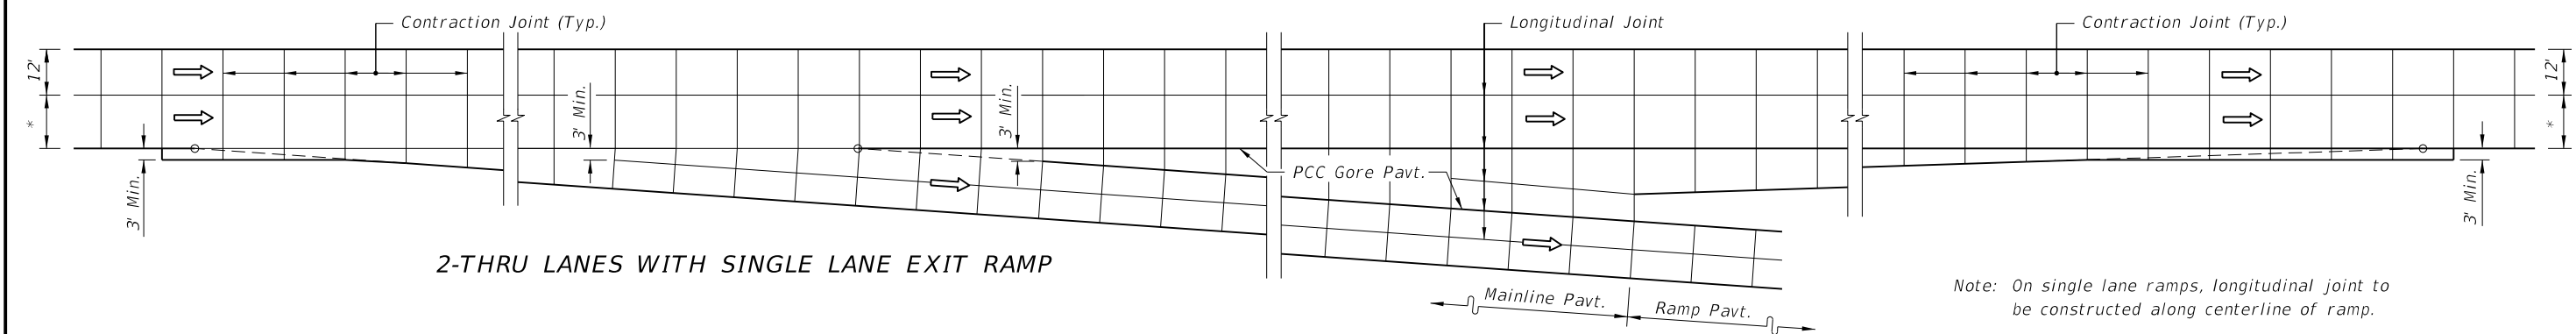 Contraction Joint (Typ.)
Longitudinal Joint
Contraction Joint (Typ.)
12'
*
3' Min.
3' Min.
3' Min.
PCC Gore Pavt.
12'
*
3' Min.
2-THRU LANES WITH SINGLE LANE EXIT RAMP
Mainline Pavt.
Ramp Pavt.
Note: On single lane ramps, longitudinal joint to
be constructed along centerline of ramp.